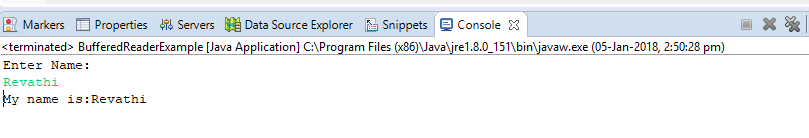 Markers Properties Servers Data Source Explorer Snippets Console
<terminated> BufferedReaderExample [Java Application] C:\Program Files (x86)\Java\jre1.8.0_151\bin\javaw.exe (05-Jan-2018, 2:50:28 pm)
Enter Name:
Revathi
My name is:Revathi